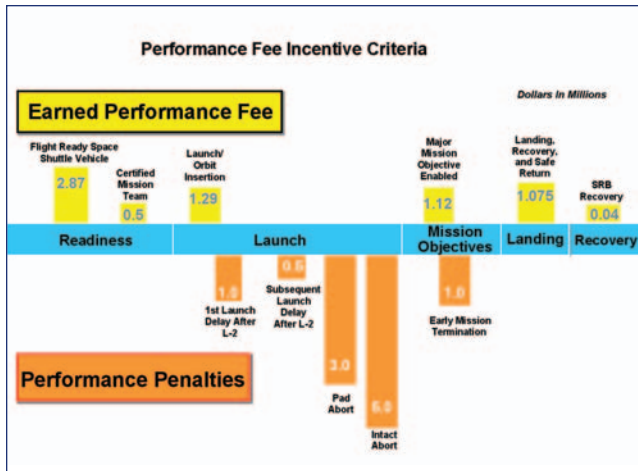 Performance Fee Incentive Criteria
Earned Performance Fee
Dollars In Millions
Flight Ready Space
Shuttle Vehicle
2.87
Certified
Mission
Team
0.5
Launch/
Orbit
Insertion
1.29
Major
Mission
Objective
Enabled
1.12
Landing,
Recovery,
and Safe
Return
1.075
SRB
Recovery
0.04
Readiness
Launch
Mission
Objectives
Landing
Recovery
1.0
1st Launch
Delay After
L-2
0.5
Subsequent
Launch
Delay
After L-2
3.0
Pad
Abort
5.0
Intact
Abort
1.0
Early Mission
Termination
Performance Penalties